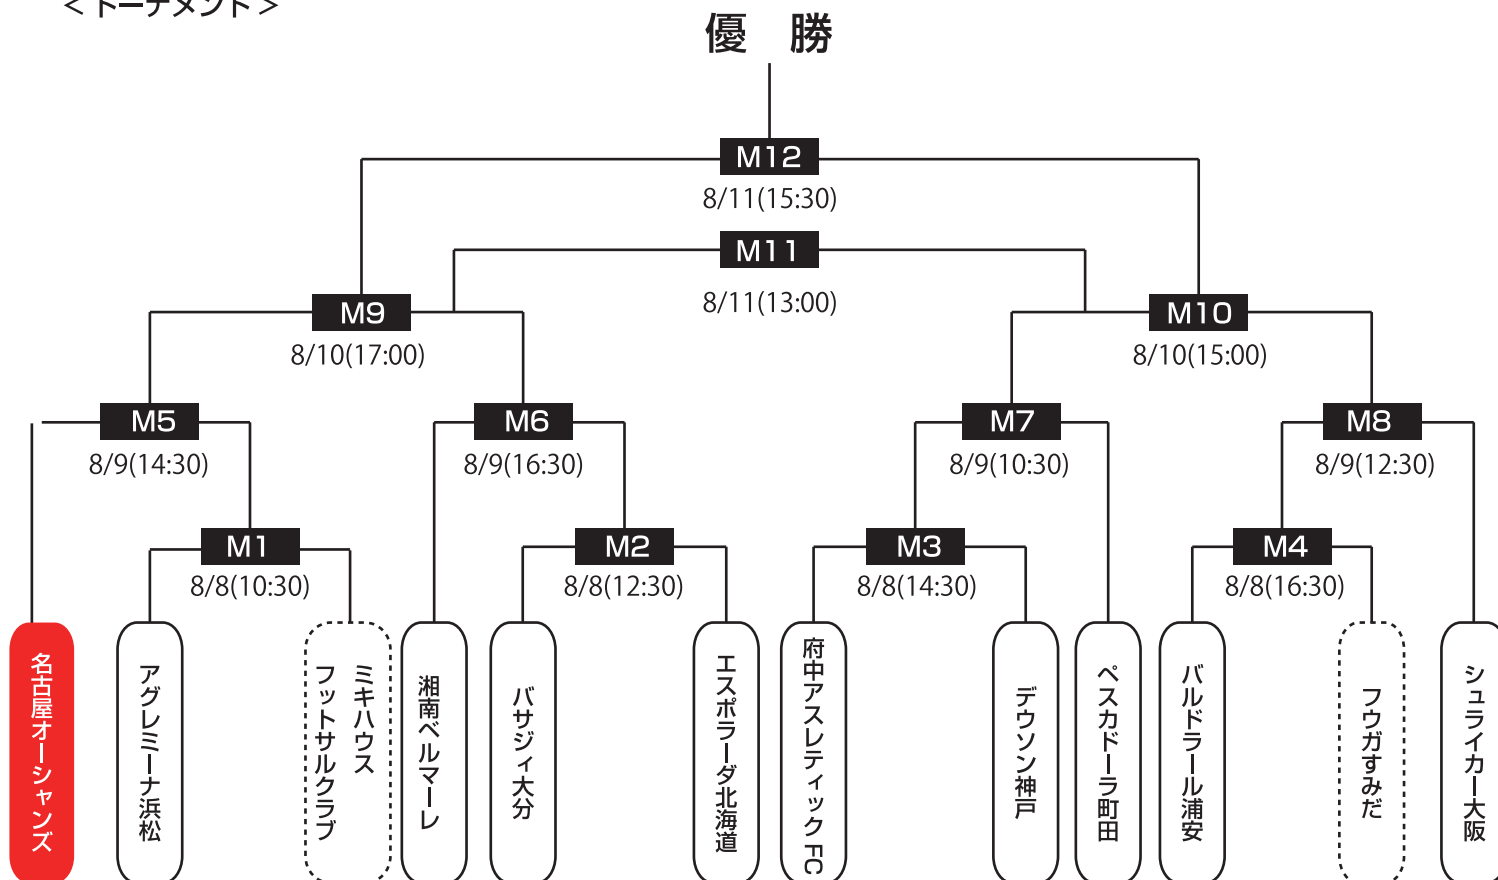 ＜トーナメント＞
優 勝
M12
8/11(15:30)
M11
8/11(13:00)
M9
8/10(17:00)
M10
8/10(15:00)
M5
8/9(14:30)
M6
8/9(16:30)
M7
8/9(10:30)
M8
8/9(12:30)
M1
8/8(10:30)
M2
8/8(12:30)
M3
8/8(14:30)
M4
8/8(16:30)
名古屋オーシャンズ
アグレミーナ浜松
ミキハウス
フットサルクラブ
湘南ベルマーレ
バサジィ大分
エスポラーダ北海道
府中アスレティックFC
デウソン神戸
ペスカドーラ町田
バルドラール浦安
フウガすみだ
シュライカー大阪